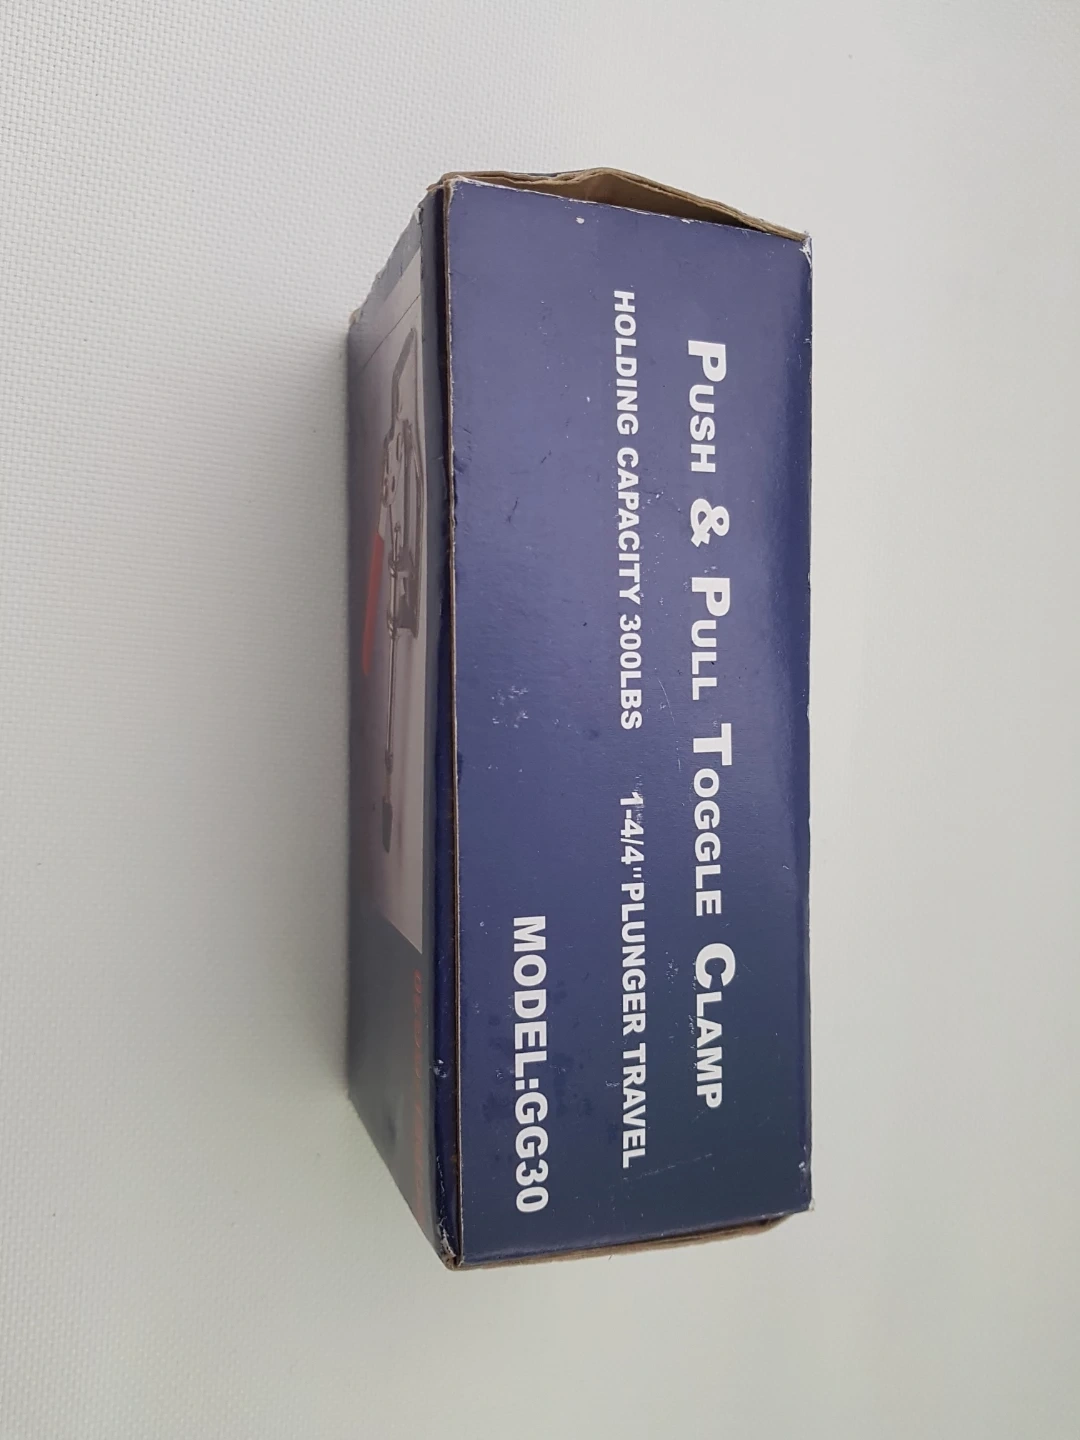 PUSH & PULL TOGGLE CLAMP
HOLDING CAPACITY 300LBS 1-4/4"PLUNGER TRAVEL
MODEL:GG30